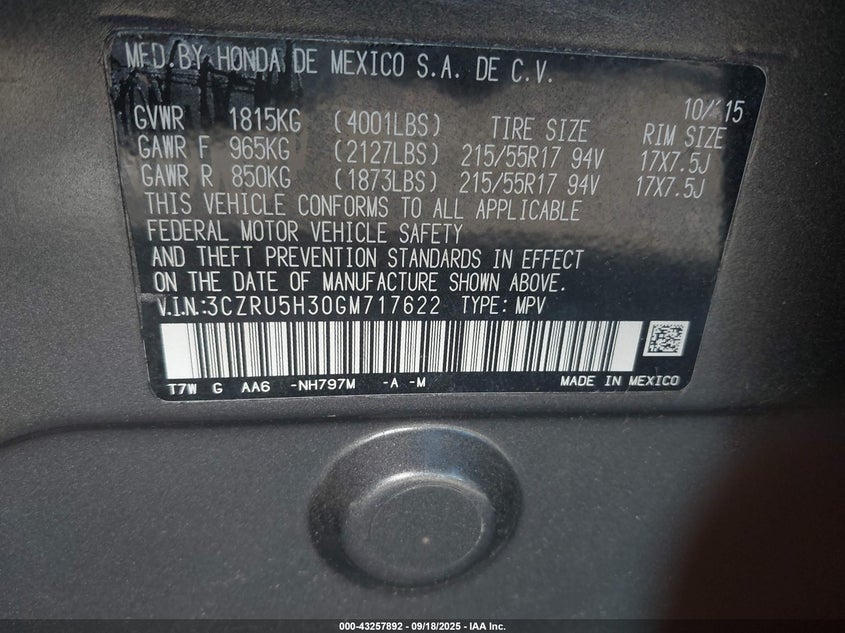 MFD.BY HONDA DE MEXICO S.A. DE C.V.
10/15
GVWR 1815KG (4001LBS) TIRE SIZE RIM SIZE
GAWR F 965KG (2127LBS) 215/55R17 94V 17X7.5J
GAWR R 850KG (1873LBS) 215/55R17 94V 17X7.5J
THIS VEHICLE CONFORMS TO ALL APPLICABLE
FEDERAL MOTOR VEHICLE SAFETY
AND THEFT PREVENTION STANDARDS IN EFFECT
ON THE DATE OF MANUFACTURE SHOWN ABOVE.
V.I.N.:3CZRU5H30GM717622 TYPE: MPV
T7W G AA6 -NH797M -A -M MADE IN MEXICO
000-43257892 - 09/18/2025 - IAA Inc.